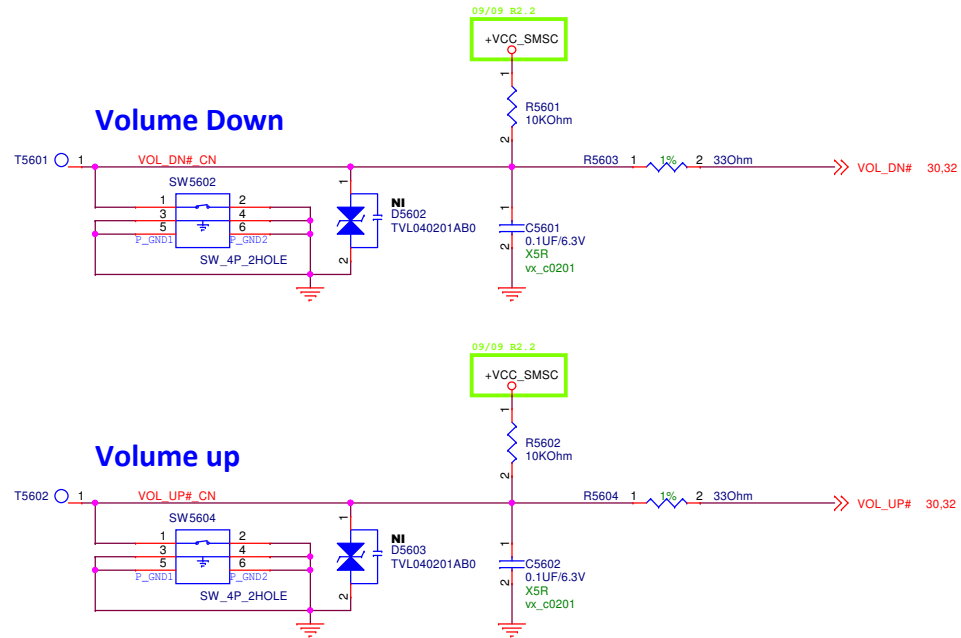 09/09 R2.2
+VCC_SMSC
1
R5601
10KOhm
2
Volume Down
T5601 1 VOL_DN#_CN R5603 1 1% 2 33Ohm VOL_DN# 30,32
SW5602
1 2
3 4
5 6
P_GND1 P_GND2
SW_4P_2HOLE
1
NI
D5602
TVL040201AB0
2
1
C5601
0.1UF/6.3V
2
X5R
vx_c0201
09/09 R2.2
+VCC_SMSC
1
R5602
10KOhm
2
Volume up
T5602 1 VOL_UP#_CN R5604 1 1% 2 33Ohm VOL_UP# 30,32
SW5604
1 2
3 4
5 6
P_GND1 P_GND2
SW_4P_2HOLE
1
NI
D5603
TVL040201AB0
2
1
C5602
0.1UF/6.3V
2
X5R
vx_c0201